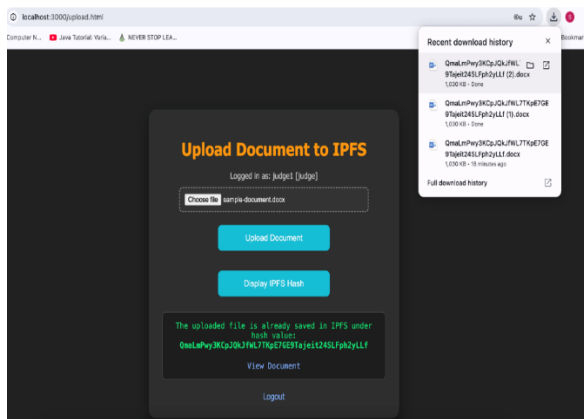 localhost:3000/upload.html
Computer N...
Java Tutorial: Varia...
NEVER STOP LEA...
Bookmar
Recent download history
QmaLmPwy3KCpJQkJfWL
9Tajeit24SLFph2yLLf (2).docx
1,030 KB • Done
QmaLmPwy3KCpJQkJfWL7TKpE7GE
9Tajeit24SLFph2yLLf (1).docx
1,030 KB • Done
QmaLmPwy3KCpJQkJfWL7TKpE7GE
9Tajeit24SLFph2yLLf.docx
1,030 KB • 19 minutes ago
Full download history
Upload Document to IPFS
Logged in as: judge1 [judge]
Choose file sample-document.docx
Upload Document
Display IPFS Hash
The uploaded file is already saved in IPFS under
hash value:
QmaLmPwy3KCpJQkJfWL7TKpE7GE9Tajeit24SLFph2yLLf
View Document
Logout